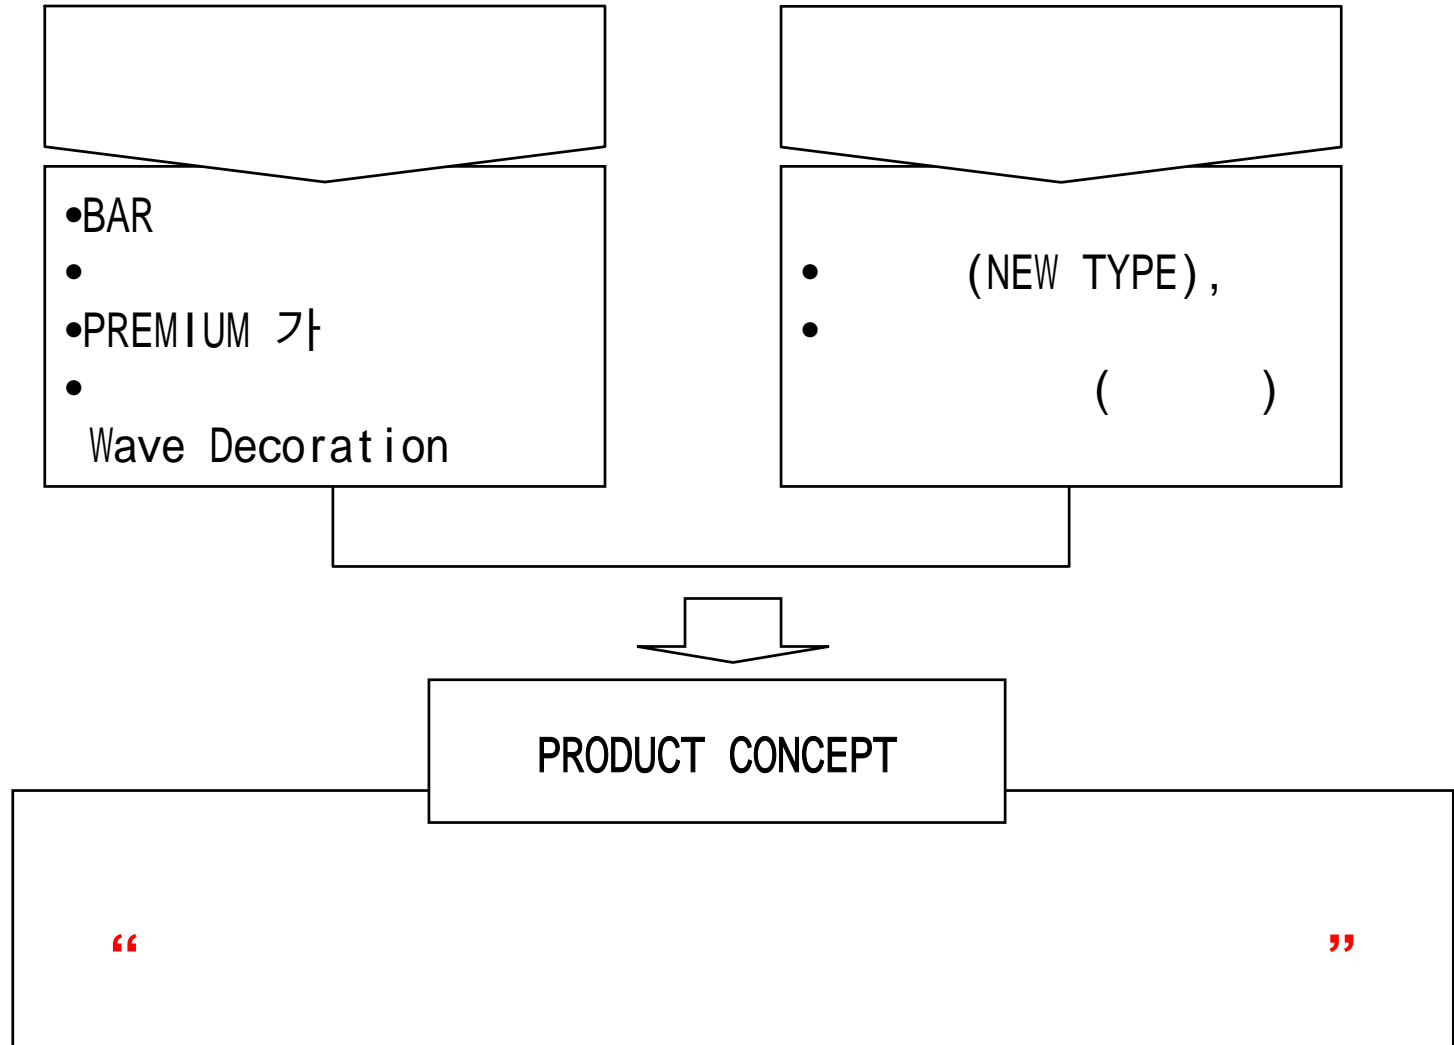 •BAR
•
•PREMIUM 가
•
Wave Decoration
• (NEW TYPE),
•
( )
PRODUCT CONCEPT
“ ”